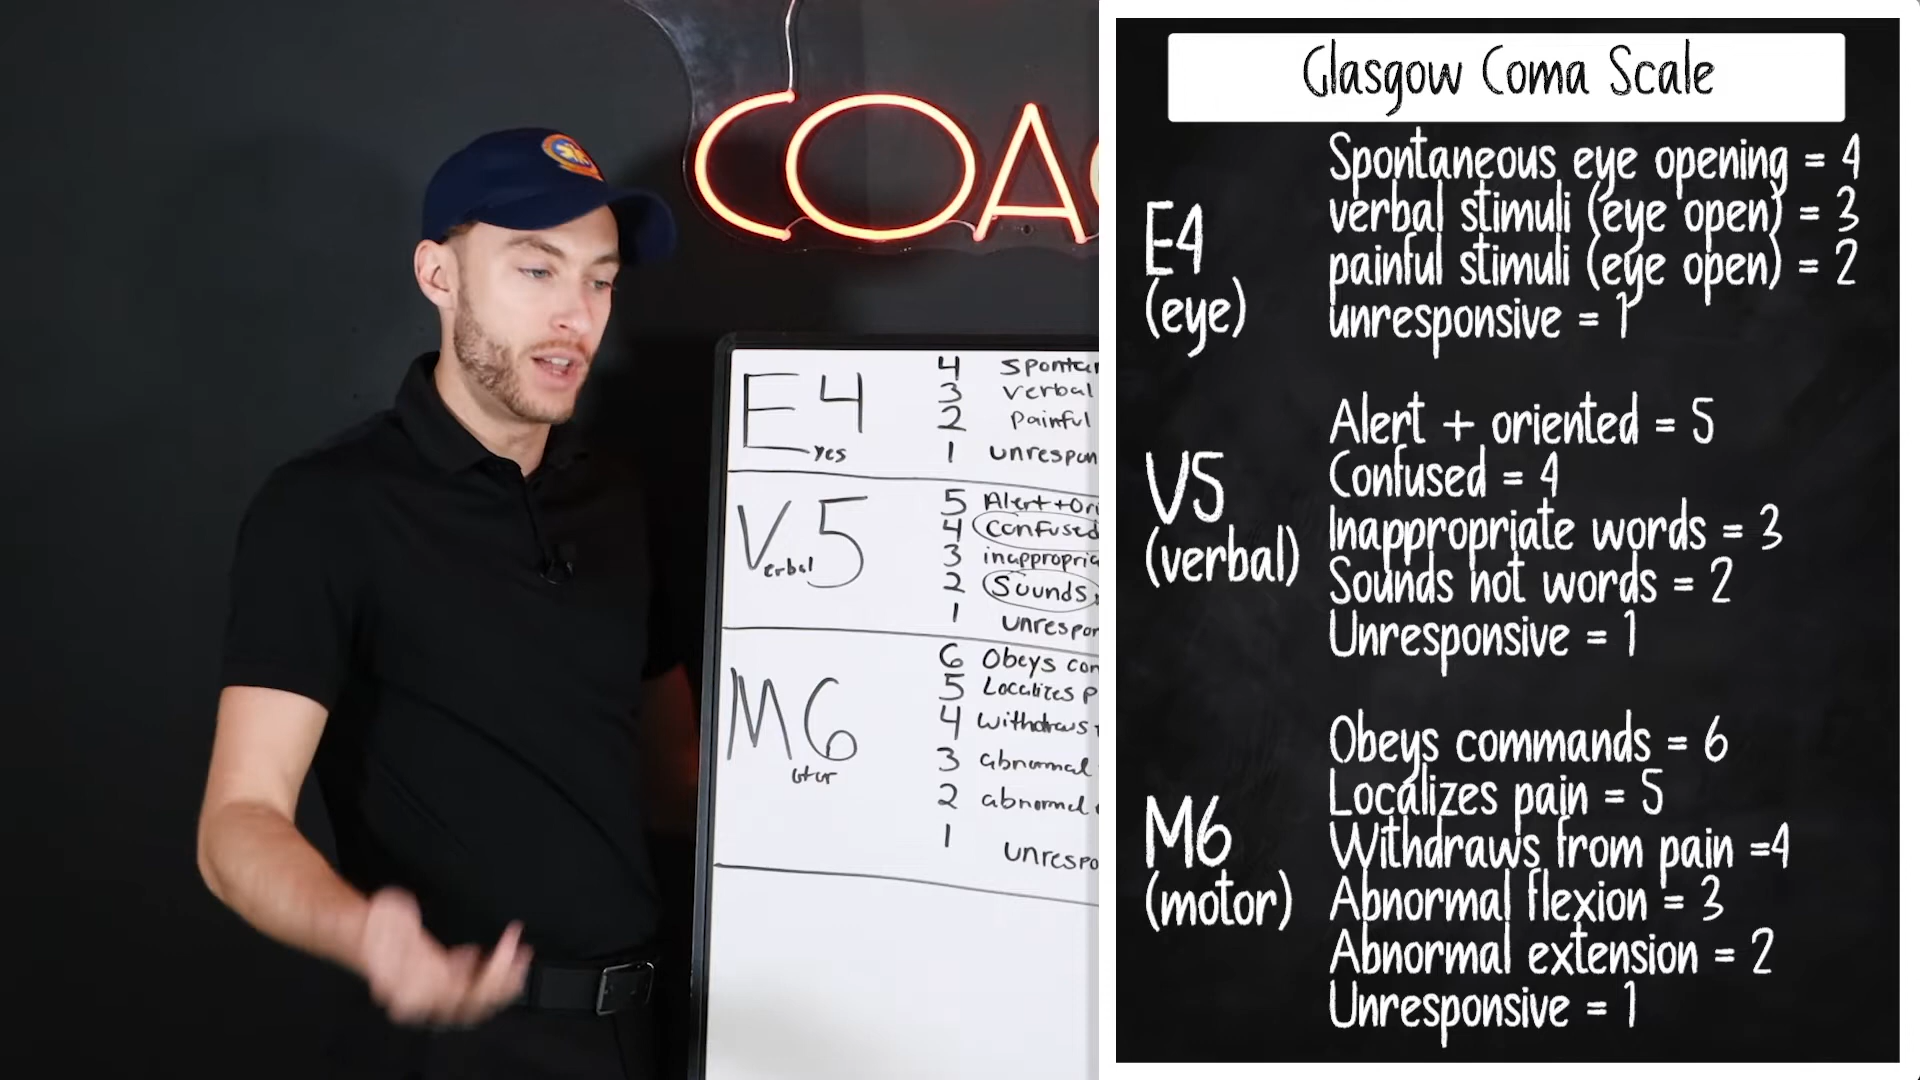 COA
E4
yes
4 sponta
3 verbal
2 painful
1 unrespon
V5
erbal
5 Alert+Ori
4 Confused
3 inappropria
2 Sounds
1 unrespon
M6
otor
6 Obeys com
5 Localizes p
4 withdraws
3 abnormal
2 abnormal
1 unrespo
Glasgow Coma Scale
E4
(eye)
Spontaneous eye opening = 4
verbal stimuli (eye open) = 3
painful stimuli (eye open) = 2
unresponsive = 1
V5
(verbal)
Alert + oriented = 5
Confused = 4
Inappropriate words = 3
Sounds not words = 2
Unresponsive = 1
M6
(motor)
Obeys commands = 6
Localizes pain = 5
Withdraws from pain =4
Abnormal flexion = 3
Abnormal extension = 2
Unresponsive = 1